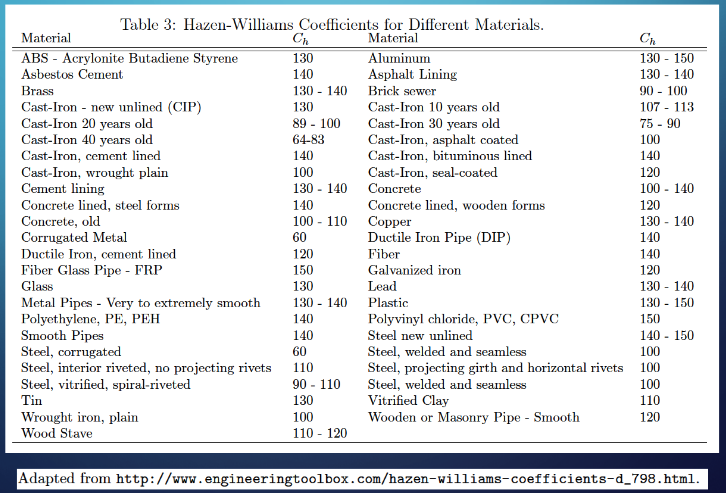 Table 3: Hazen-Williams Coefficients for Different Materials.
Material Ch Material Ch
ABS - Acrylonite Butadiene Styrene 130 Aluminum 130 - 150
Asbestos Cement 140 Asphalt Lining 130 - 140
Brass 130 - 140 Brick sewer 90 - 100
Cast-Iron - new unlined (CIP) 130 Cast-Iron 10 years old 107 - 113
Cast-Iron 20 years old 89 - 100 Cast-Iron 30 years old 75 - 90
Cast-Iron 40 years old 64-83 Cast-Iron, asphalt coated 100
Cast-Iron, cement lined 140 Cast-Iron, bituminous lined 140
Cast-Iron, wrought plain 100 Cast-Iron, seal-coated 120
Cement lining 130 - 140 Concrete 100 - 140
Concrete lined, steel forms 140 Concrete lined, wooden forms 120
Concrete, old 100 - 110 Copper 130 - 140
Corrugated Metal 60 Ductile Iron Pipe (DIP) 140
Ductile Iron, cement lined 120 Fiber 140
Fiber Glass Pipe - FRP 150 Galvanized iron 120
Glass 130 Lead 130 - 140
Metal Pipes - Very to extremely smooth 130 - 140 Plastic 130 - 150
Polyethylene, PE, PEH 140 Polyvinyl chloride, PVC, CPVC 150
Smooth Pipes 140 Steel new unlined 140 - 150
Steel, corrugated 60 Steel, welded and seamless 100
Steel, interior riveted, no projecting rivets 110 Steel, projecting girth and horizontal rivets 100
Steel, vitrified, spiral-riveted 90 - 110 Steel, welded and seamless 100
Tin 130 Vitrified Clay 110
Wrought iron, plain 100 Wooden or Masonry Pipe - Smooth 120
Wood Stave 110 - 120
Adapted from http://www.engineeringtoolbox.com/hazen-williams-coefficients-d_798.html.